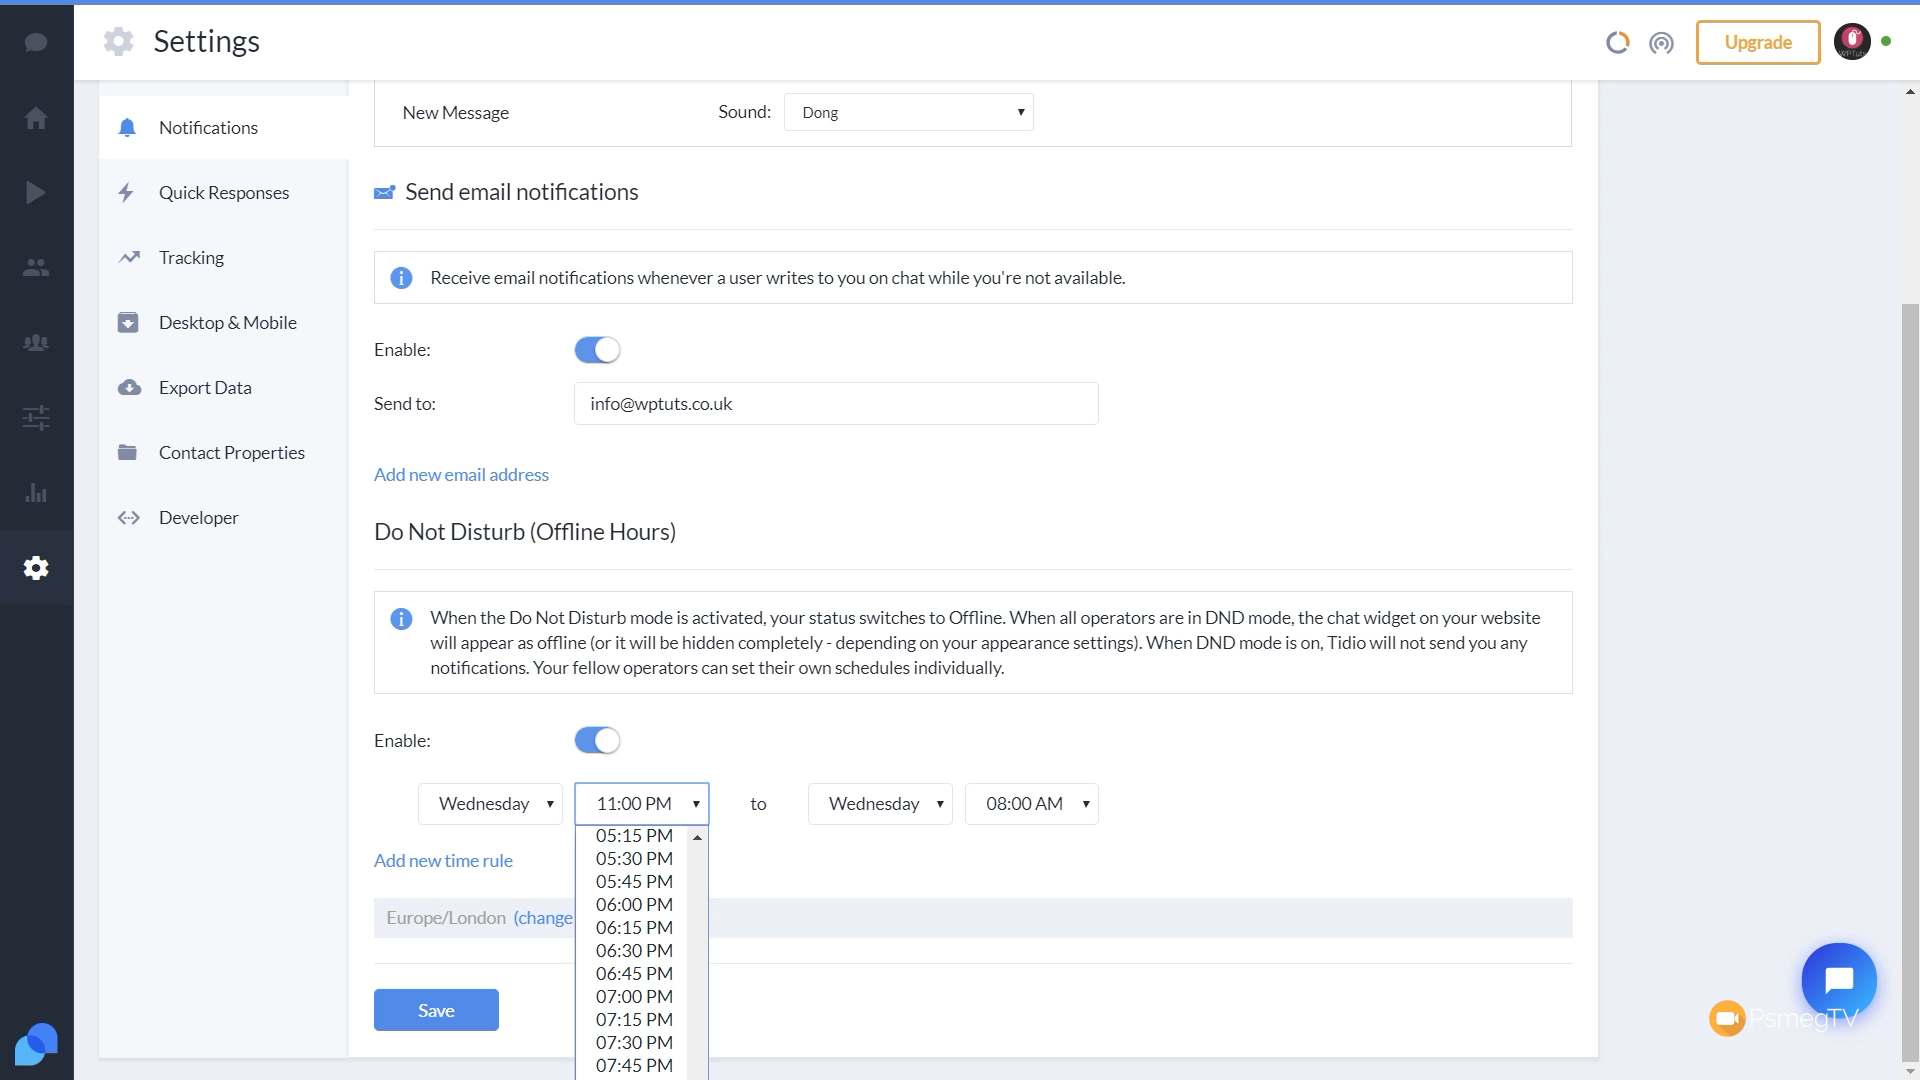 Settings
Upgrade
Notifications
Quick Responses
Tracking
Desktop & Mobile
Export Data
Contact Properties
Developer
New Message
Sound:
Dong
Send email notifications
Receive email notifications whenever a user writes to you on chat while you're not available.
Enable:
Send to:
info@wptuts.co.uk
Add new email address
Do Not Disturb (Offline Hours)
When the Do Not Disturb mode is activated, your status switches to Offline. When all operators are in DND mode, the chat widget on your website
will appear as offline (or it will be hidden completely - depending on your appearance settings). When DND mode is on, Tidio will not send you any
notifications. Your fellow operators can set their own schedules individually.
Enable:
Wednesday
11:00 PM
to
Wednesday
08:00 AM
05:15 PM
05:30 PM
05:45 PM
06:00 PM
06:15 PM
06:30 PM
06:45 PM
07:00 PM
07:15 PM
07:30 PM
07:45 PM
Add new time rule
Europe/London (change
Save
PsmegTV